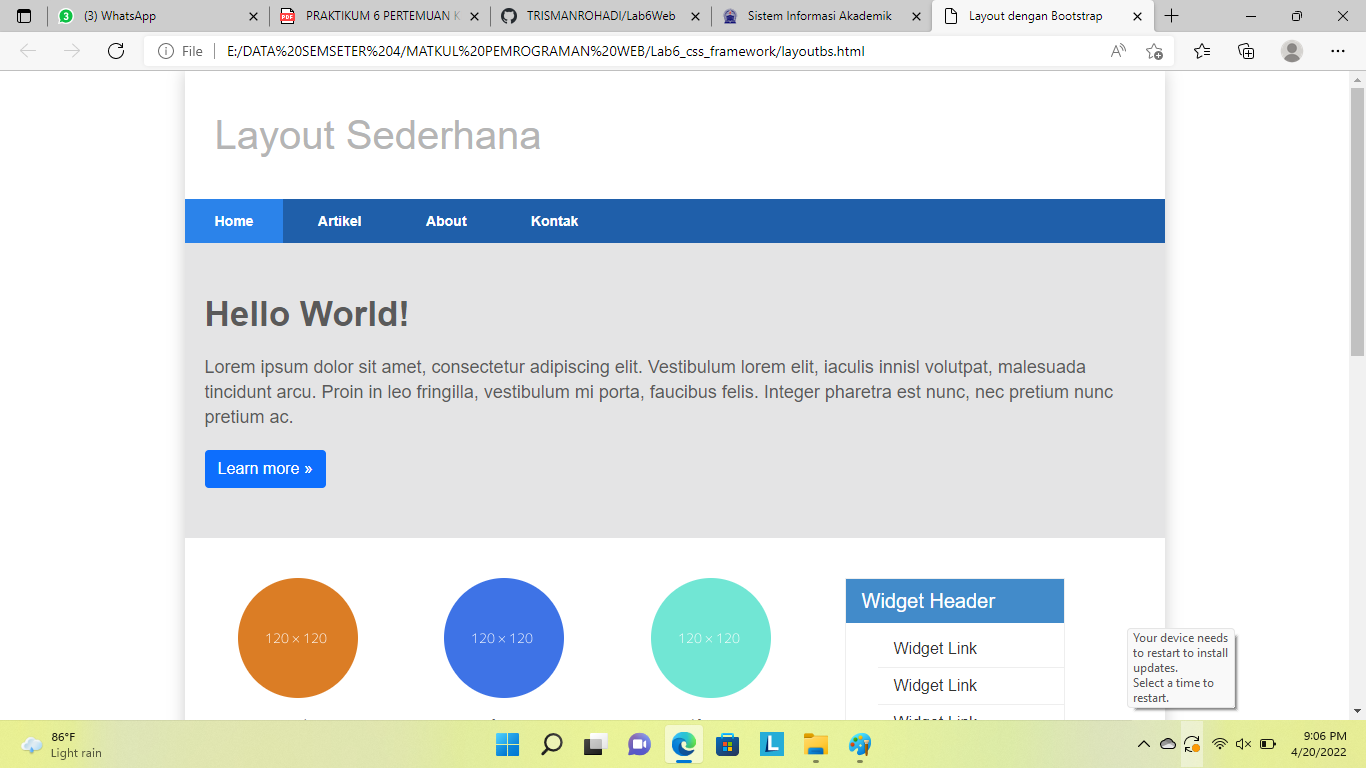 (3) WhatsApp
PRAKTIKUM 6 PERTEMUAN K
TRISMANROHADI/Lab6Web
Sistem Informasi Akademik
Layout dengan Bootstrap
File
E:/DATA%20SEMSETER%204/MATKUL%20PEMROGRAMAN%20WEB/Lab6_css_framework/layoutbs.html
Layout Sederhana
Home
Artikel
About
Kontak
Hello World!
Lorem ipsum dolor sit amet, consectetur adipiscing elit. Vestibulum lorem elit, iaculis innisl volutpat, malesuada
tincidunt arcu. Proin in leo fringilla, vestibulum mi porta, faucibus felis. Integer pharetra est nunc, nec pretium nunc
pretium ac.
Learn more »
120 × 120
120 × 120
120 × 120
Widget Header
Widget Link
Widget Link
Widget Link
Your device needs
to restart to install
updates.
Select a time to
restart.
86°F
Light rain
9:06 PM
4/20/2022